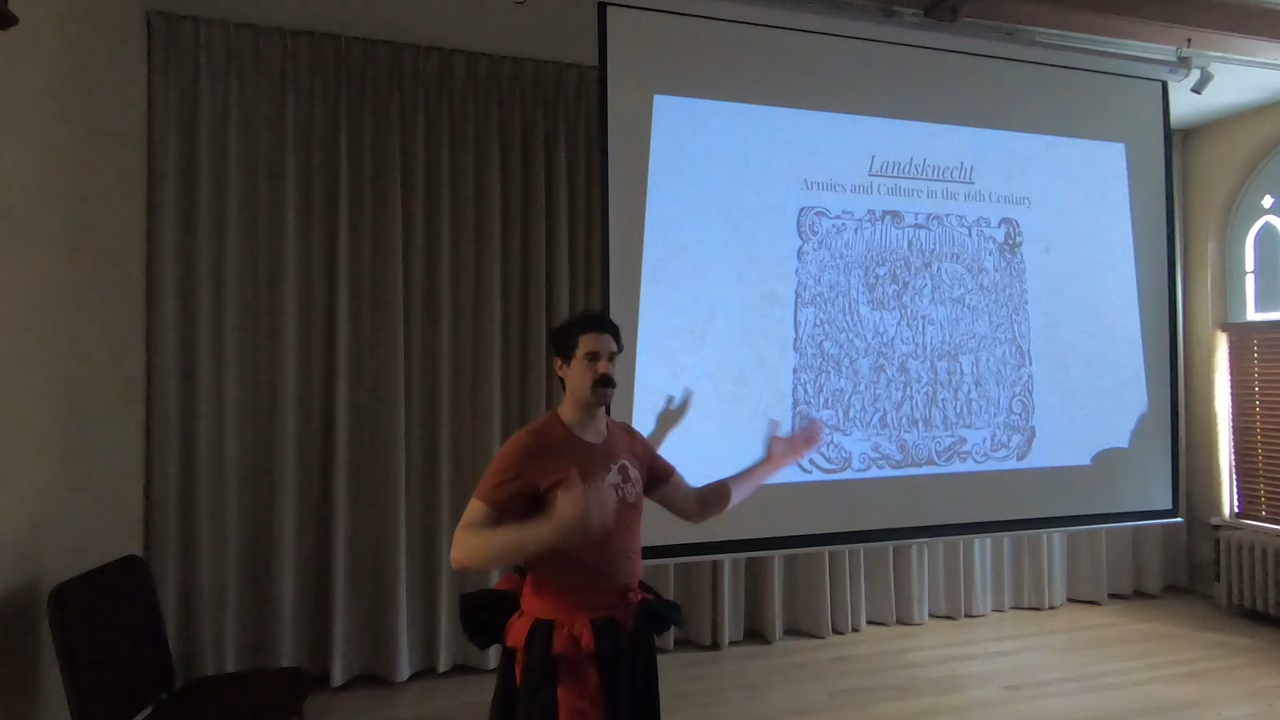 Landsknecht
Armies and Culture in the 16th Century